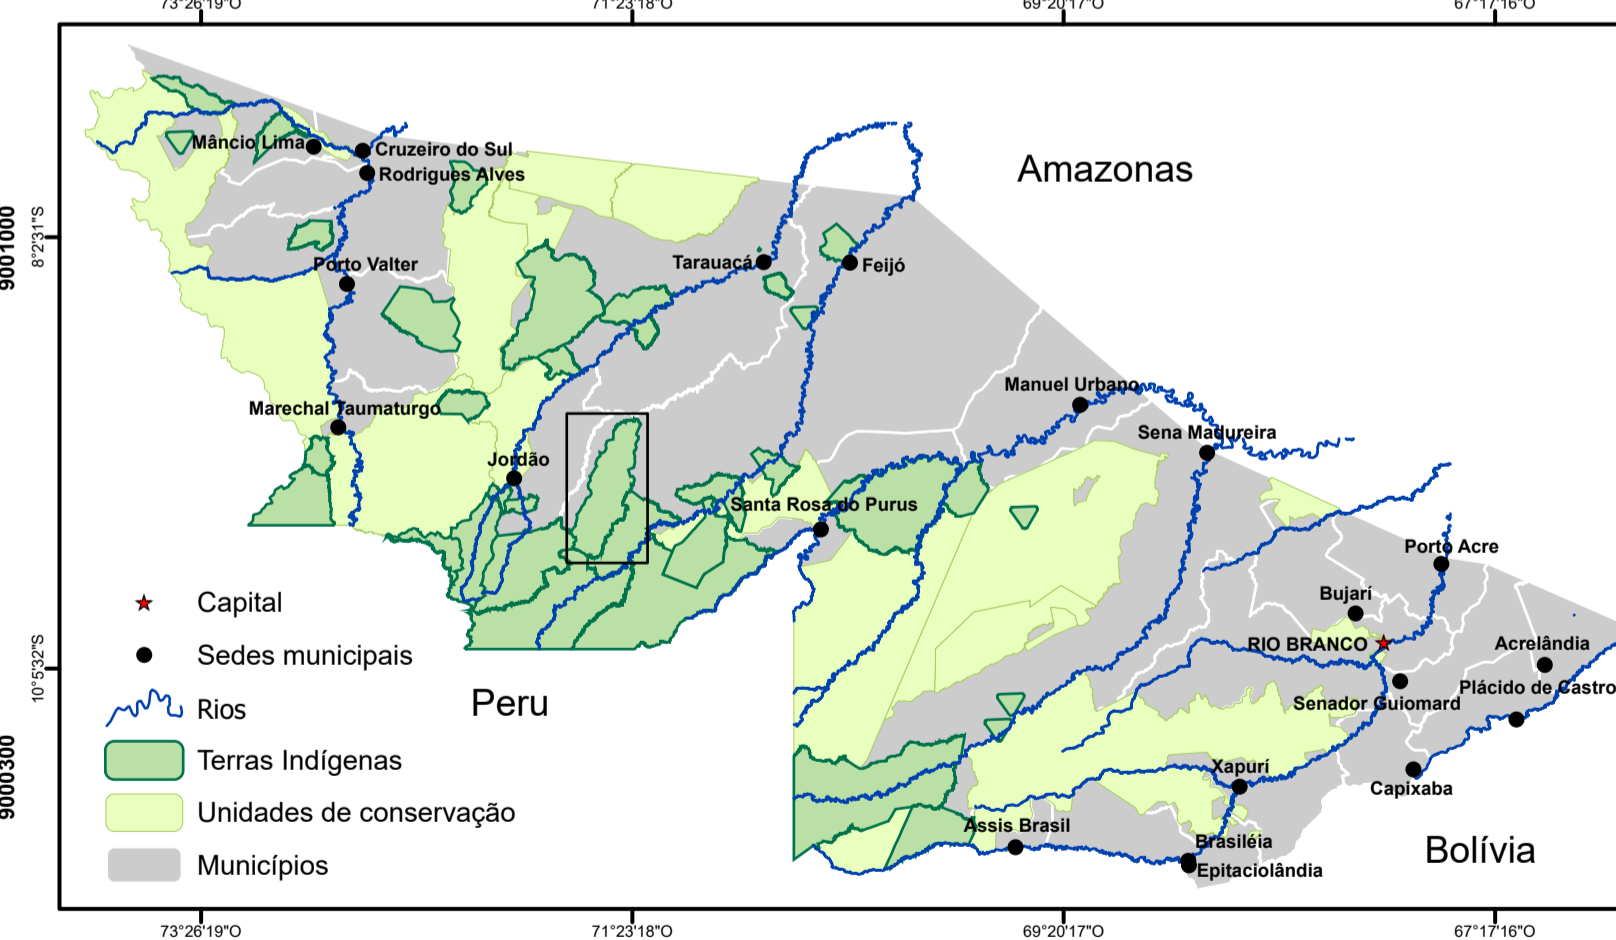 73°26'19"O 71°23'18"O 69°20'17"O 67°17'16"O
Amazonas
Mâncio Lima
Cruzeiro do Sul
Rodrigues Alves
9001000
8°2'31"S
Porto Valter
Tarauacá
Feijó
Manuel Urbano
Marechal Taumaturgo
Sena Madureira
Jordão
Santa Rosa do Purus
Porto Acre
Bujarí
Capital
RIO BRANCO
Acrelândia
Sedes municipais
10°5'32"S
Plácido de Castro
Senador Guiomard
Peru
Rios
Terras Indígenas
9000300
Xapurí
Capixaba
Unidades de conservação
Assis Brasil
Brasiléia
Bolívia
Municípios
Epitaciolândia
73°26'19"O 71°23'18"O 69°20'17"O 67°17'16"O